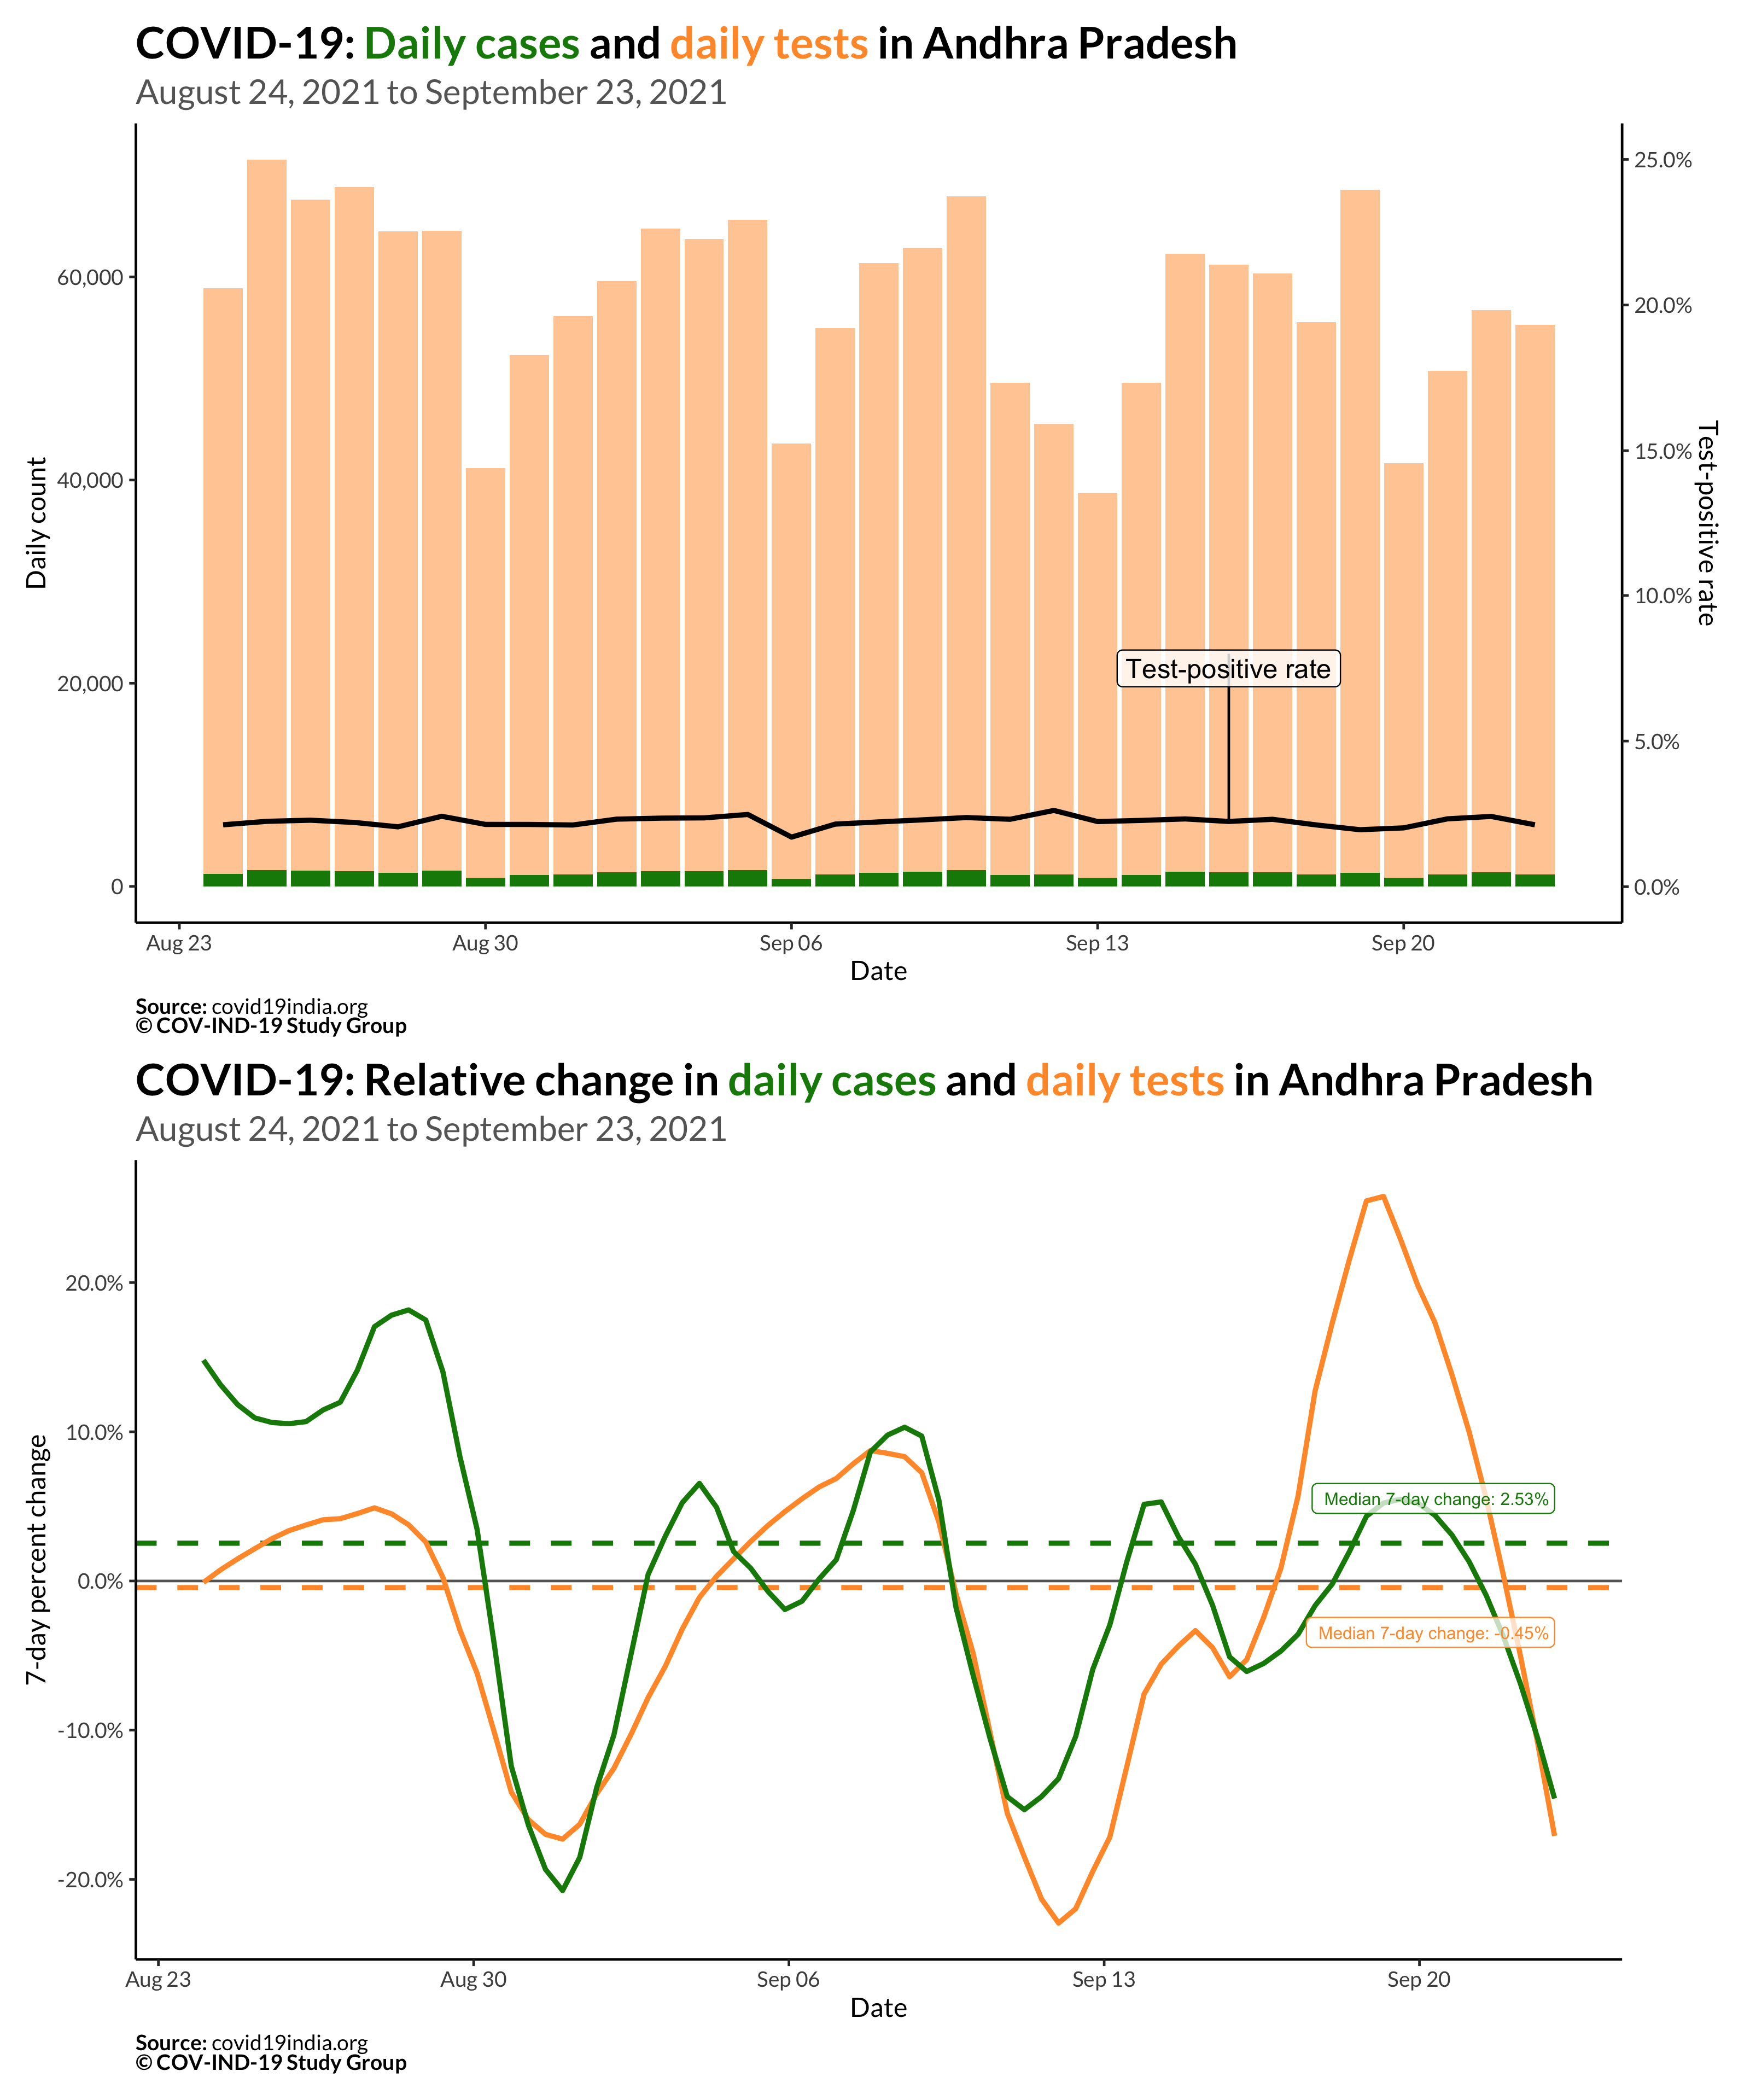 COVID-19: Daily cases and daily tests in Andhra Pradesh
August 24, 2021 to September 23, 2021
Daily count
60,000
40,000
20,000
0
25.0%
20.0%
15.0%
10.0%
5.0%
0.0%
Test-positive rate
Test-positive rate
Aug 23
Aug 30
Sep 06
Sep 13
Sep 20
Date
Source: covid19india.org
© COV-IND-19 Study Group
COVID-19: Relative change in daily cases and daily tests in Andhra Pradesh
August 24, 2021 to September 23, 2021
7-day percent change
20.0%
10.0%
0.0%
-10.0%
-20.0%
Median 7-day change: 2.53%
Median 7-day change: -0.45%
Aug 23
Aug 30
Sep 06
Sep 13
Sep 20
Date
Source: covid19india.org
© COV-IND-19 Study Group